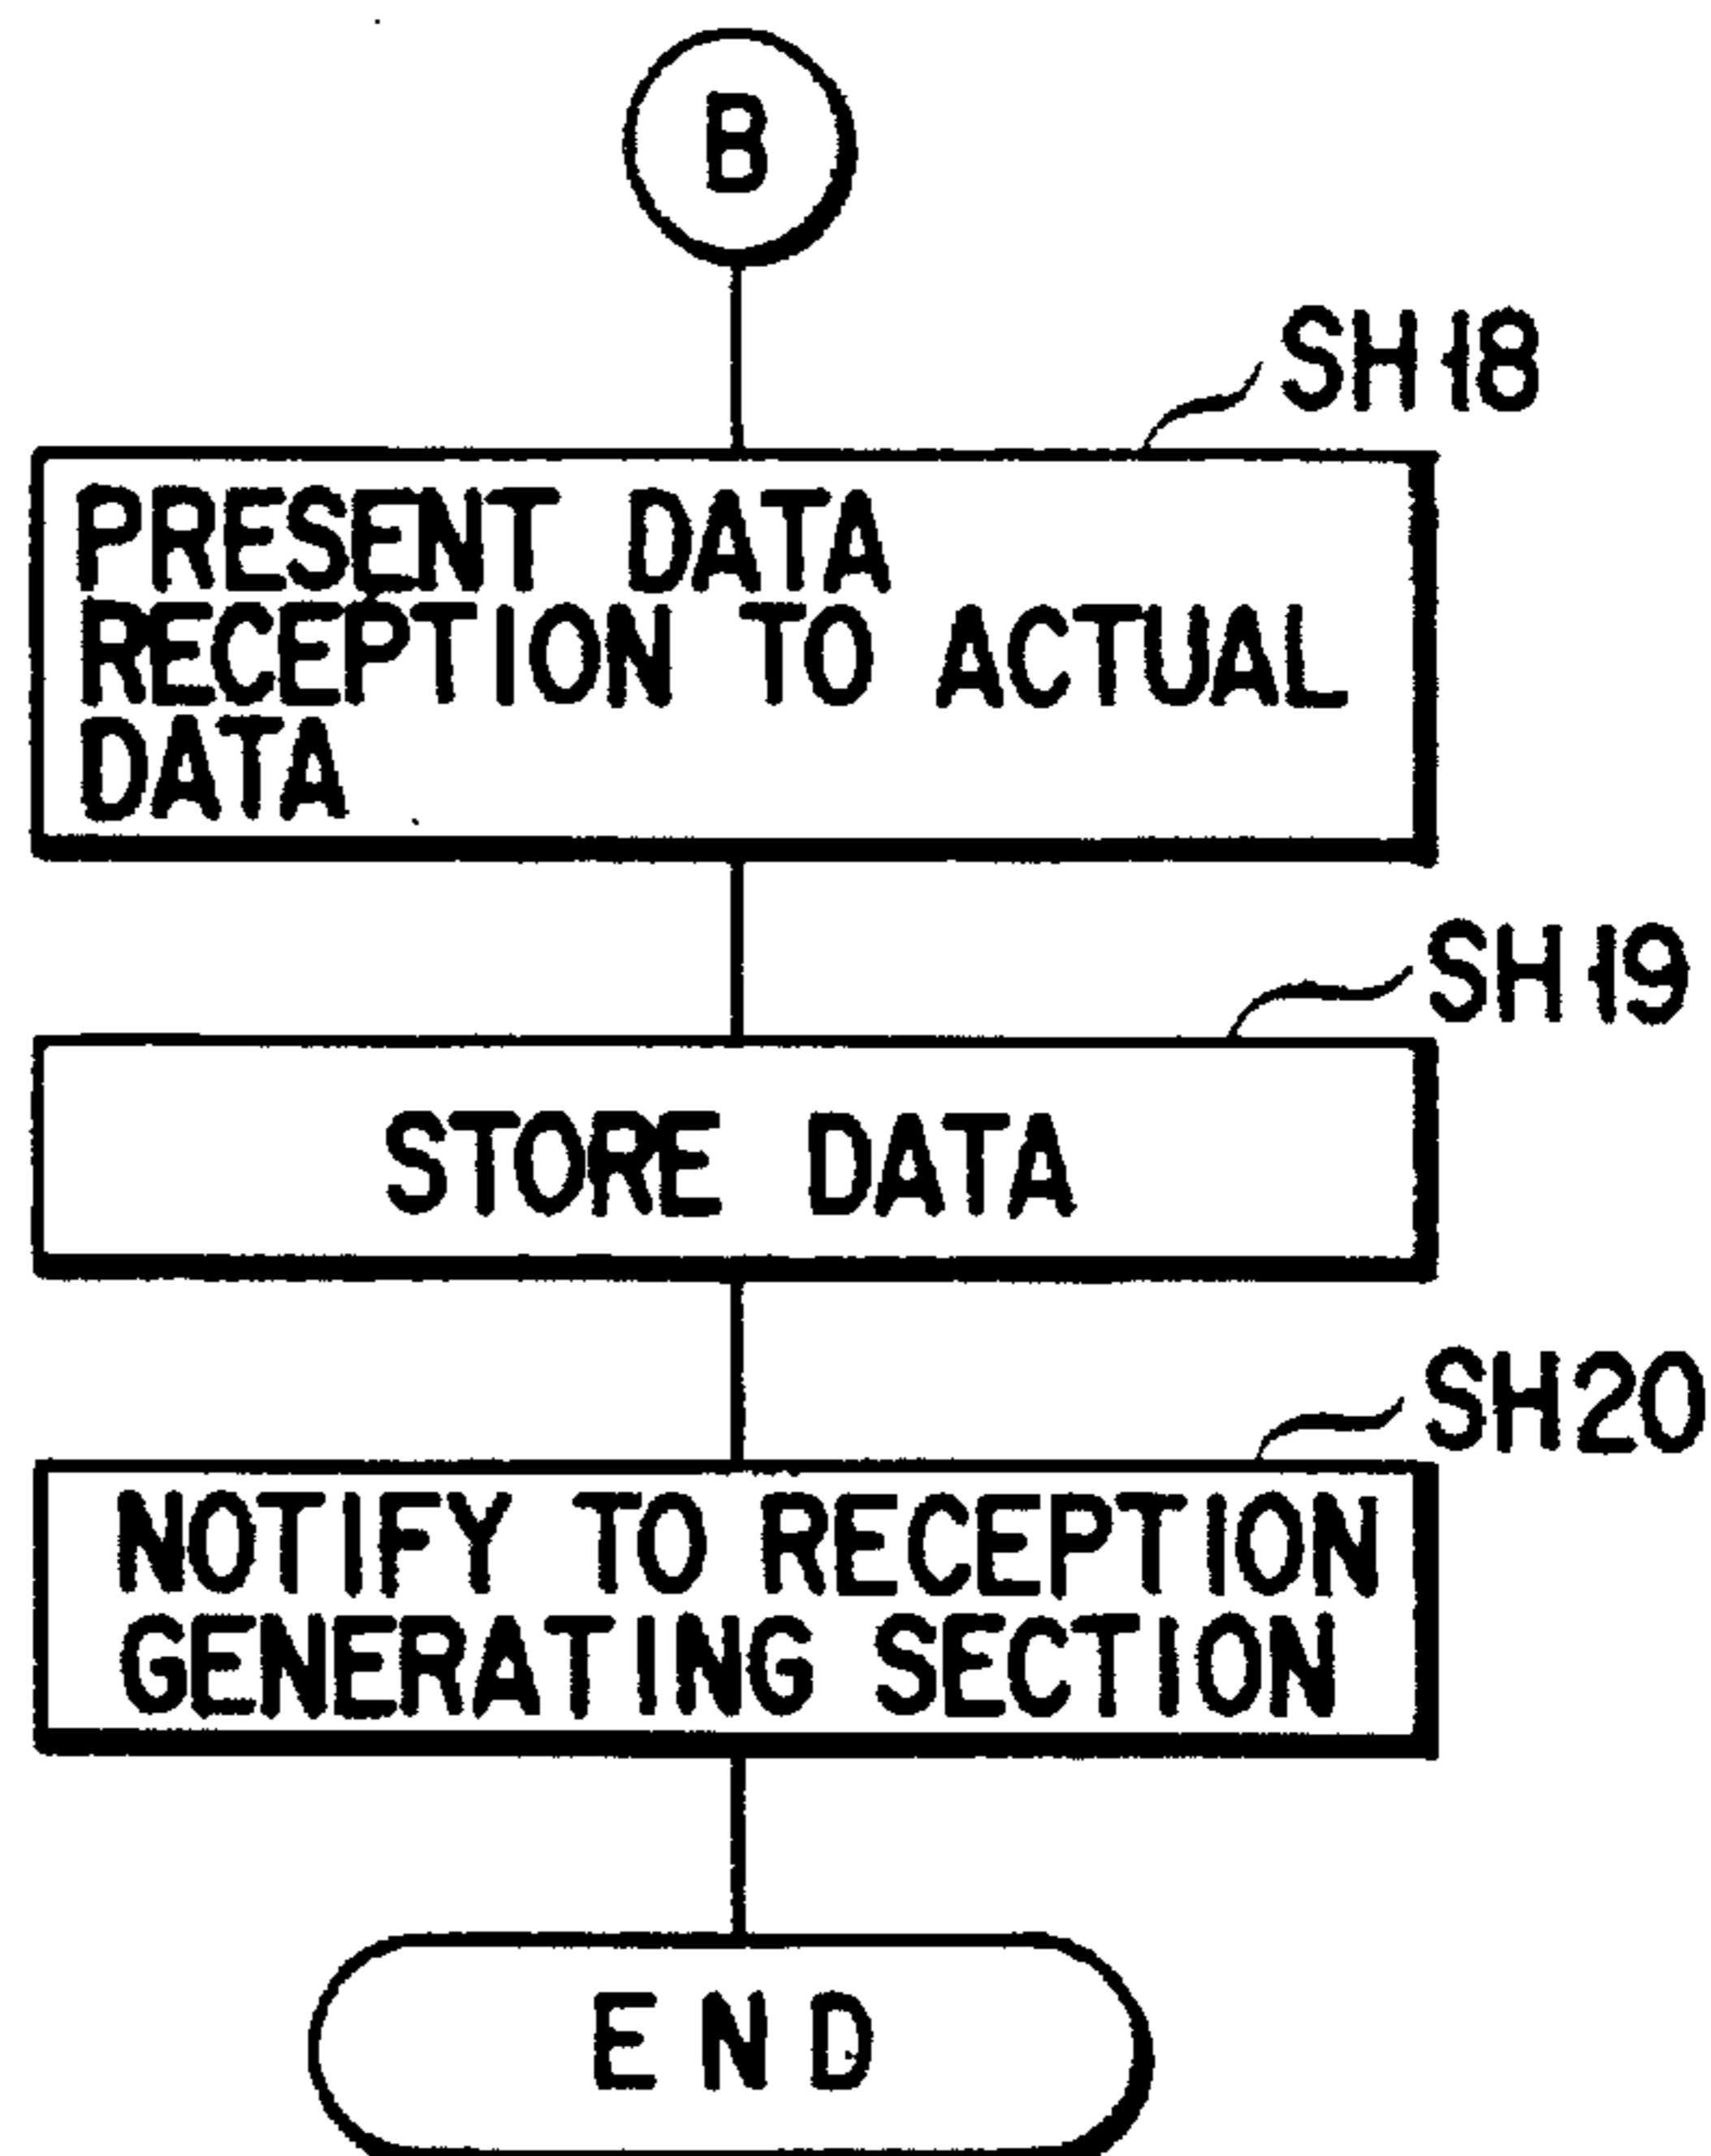 B
SH18
PRESENT DATA
RECEPTION TO ACTUAL
DATA
SH19
STORE DATA
SH20
NOTIFY TO RECEPTION
GENERATING SECTION
END